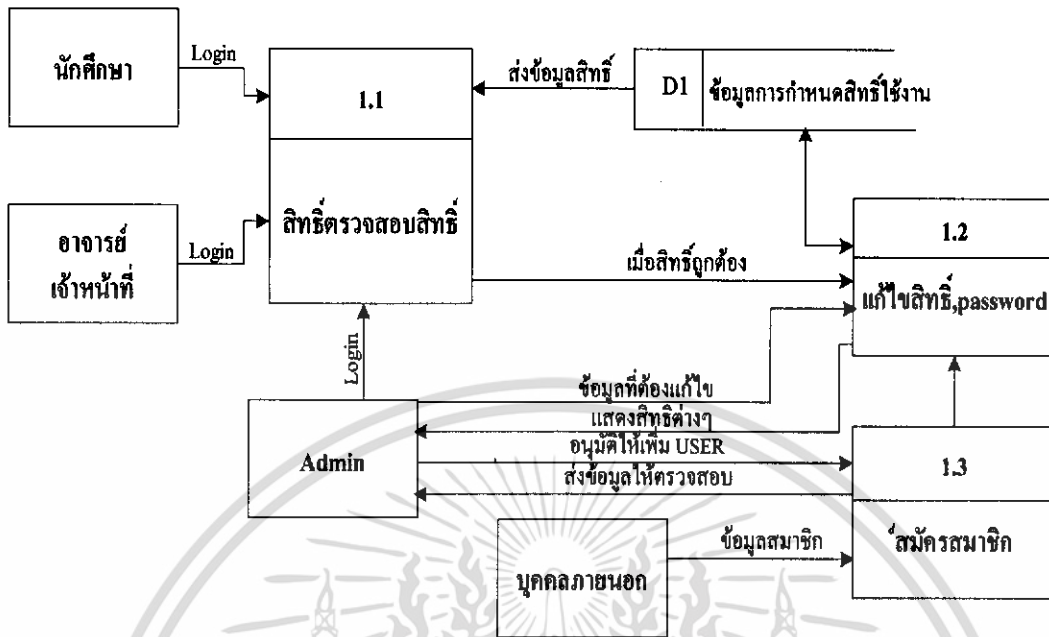 นักศึกษา
Login
1.1
สิทธิ์ตรวจสอบสิทธิ์
ส่งข้อมูลสิทธิ์
D1
ข้อมูลการกำหนดสิทธิ์ใช้งาน
อาจารย์
เจ้าหน้าที่
Login
เมื่อสิทธิ์ถูกต้อง
1.2
แก้ไขสิทธิ์,password
Login
Admin
ข้อมูลที่ต้องแก้ไข
แสดงสิทธิต่างๆ
อนุมัติให้เพิ่ม USER
ส่งข้อมูลให้ตรวจสอบ
1.3
สมัครสมาชิก
บุคคลภายนอก
ข้อมูลสมาชิก